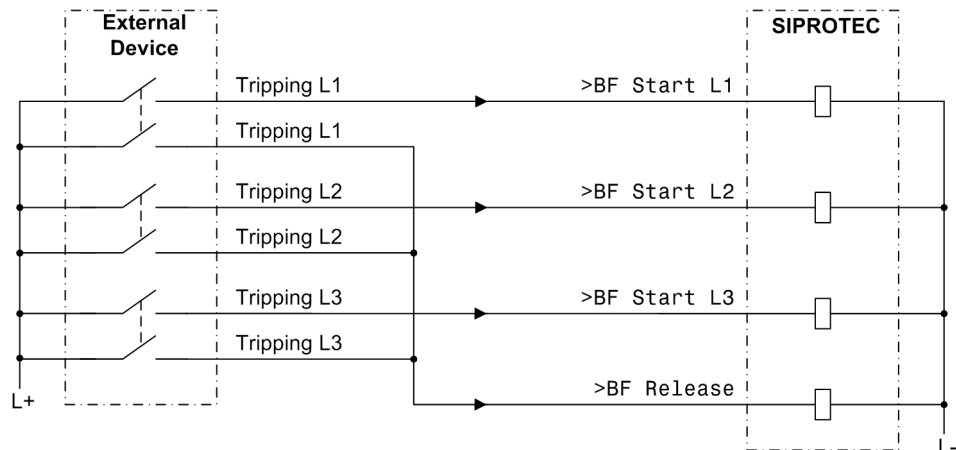 External
Device
SIPROTEC
Tripping L1
>BF Start L1
Tripping L1
Tripping L2
>BF Start L2
Tripping L2
Tripping L3
>BF Start L3
Tripping L3
>BF Release
L+
L-